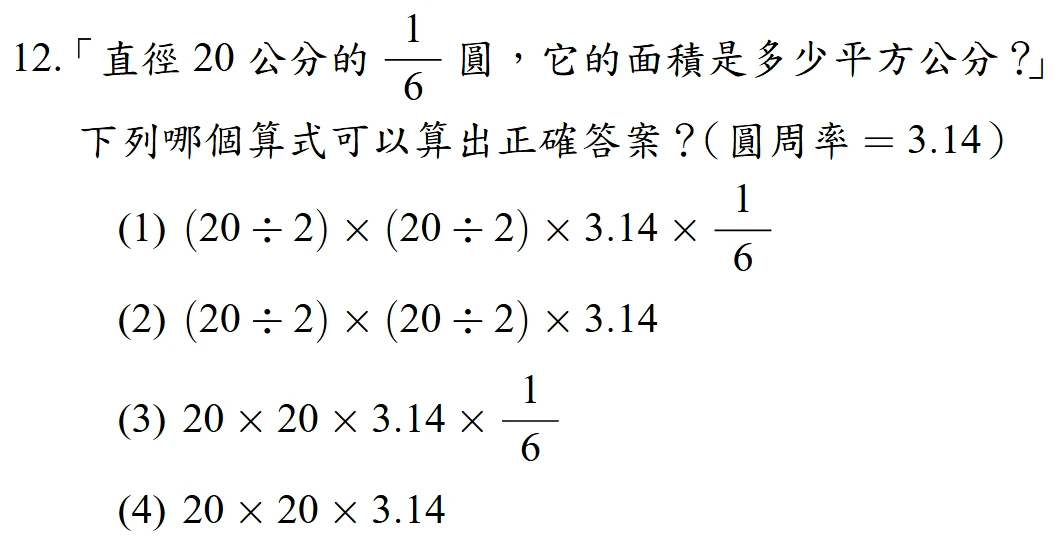 12.「直徑 20 公分的 1/6 圓，它的面積是多少平方公分？」
下列哪個算式可以算出正確答案？（圓周率 = 3.14）
(1) (20 ÷ 2) × (20 ÷ 2) × 3.14 × 1/6
(2) (20 ÷ 2) × (20 ÷ 2) × 3.14
(3) 20 × 20 × 3.14 × 1/6
(4) 20 × 20 × 3.14